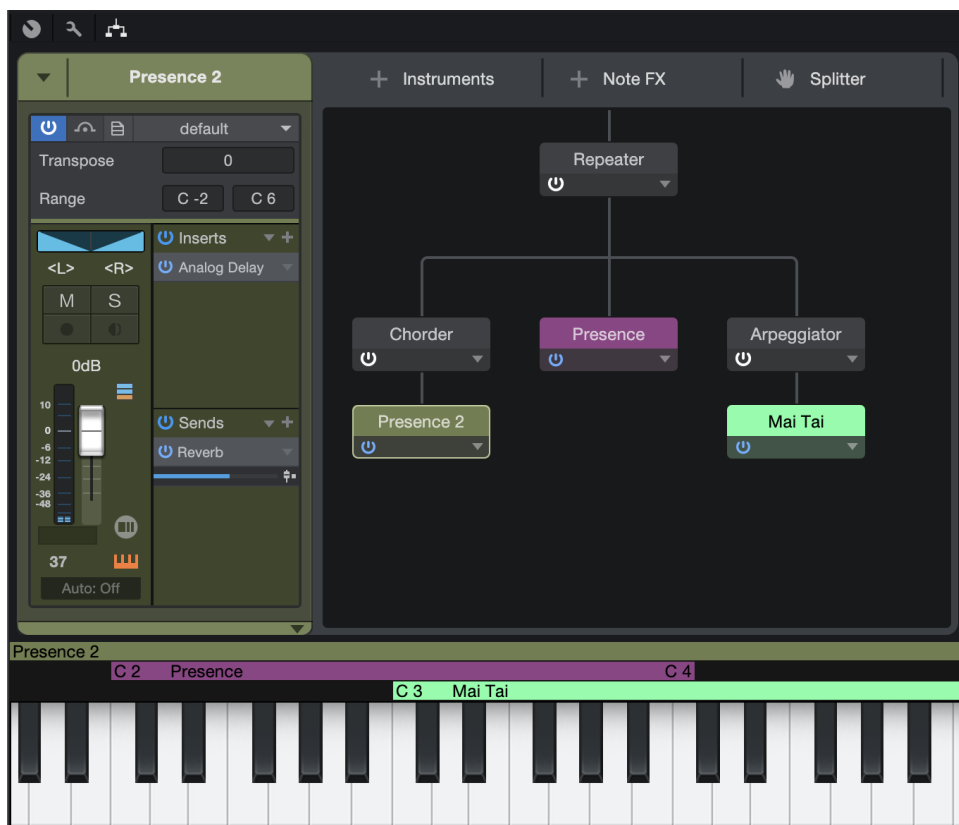 Presence 2
Instruments
Note FX
Splitter
default
Transpose 0
Range C -2 C 6
Inserts
<L> <R>
Analog Delay
M S
0dB
10
0
-6
-12
-24
-36
-48
Sends
Reverb
37
Auto: Off
Repeater
Chorder
Presence
Arpeggiator
Presence 2
Mai Tai
Presence 2
C 2 Presence C 4
C 3 Mai Tai